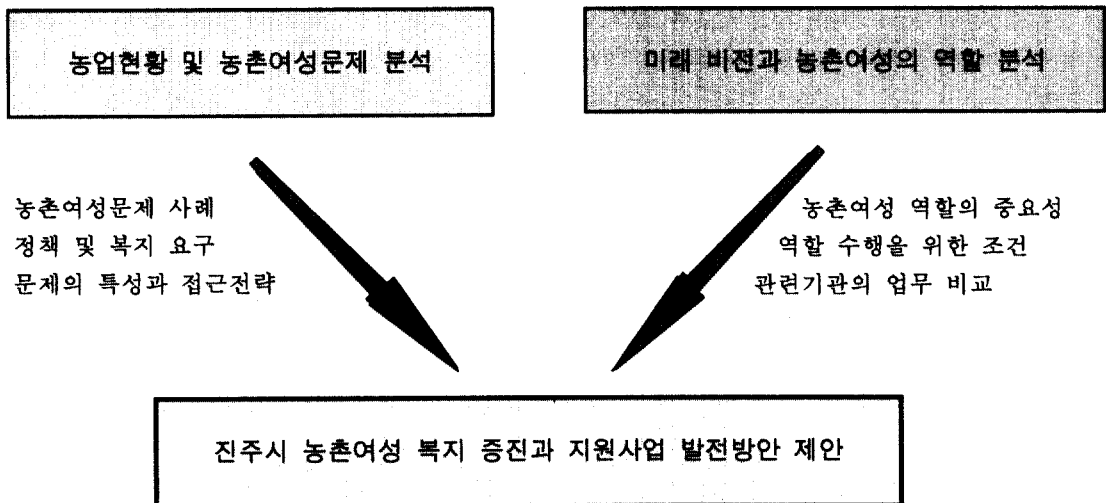 농업현황 및 농촌여성문제 분석
미래 비전과 농촌여성의 역할 분석
농촌여성문제 사례
정책 및 복지 요구
문제의 특성과 접근전략
농촌여성 역할의 중요성
역할 수행을 위한 조건
관련기관의 업무 비교
진주시 농촌여성 복지 증진과 지원사업 발전방안 제안